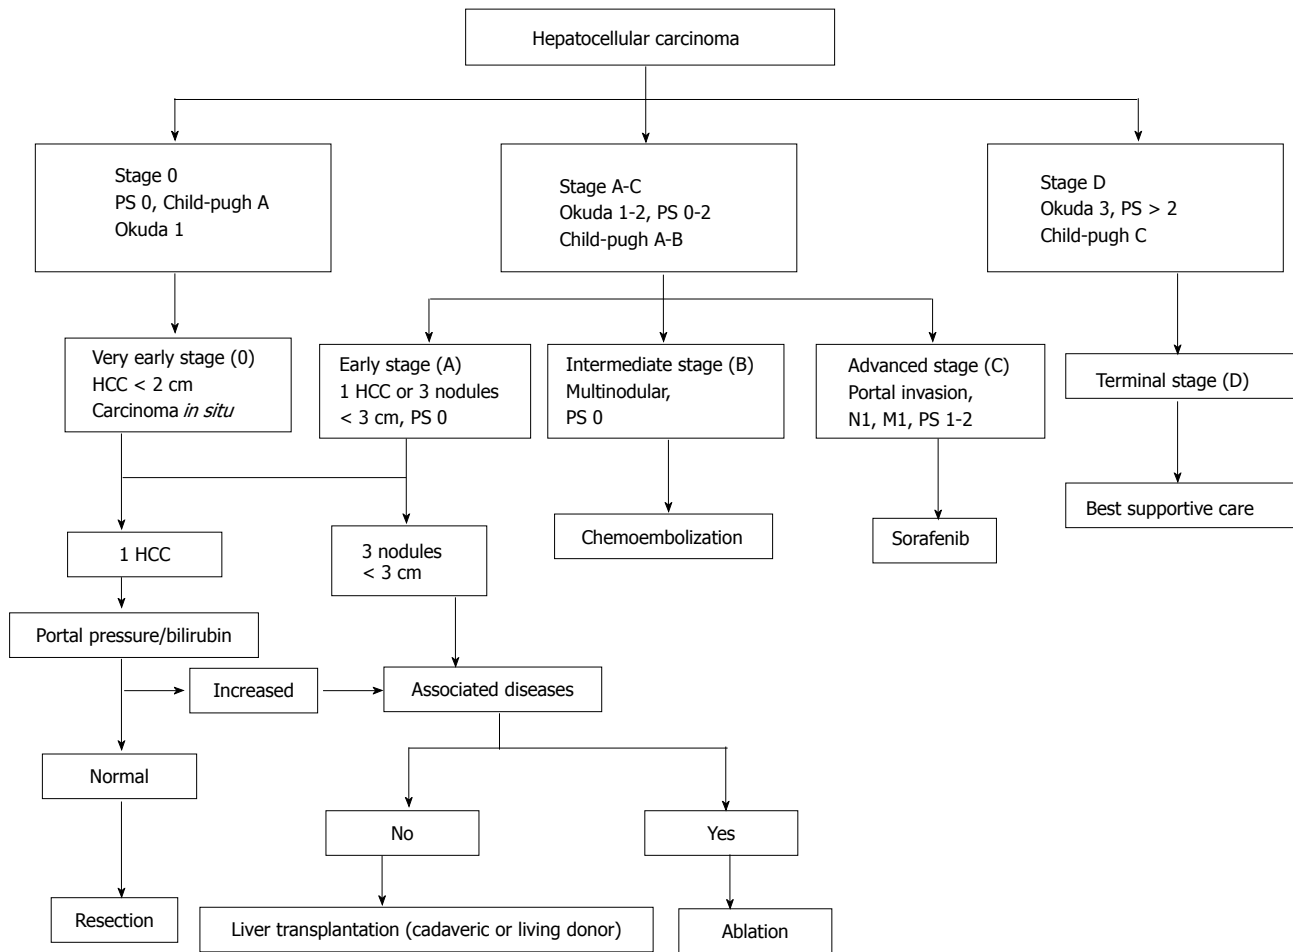 Hepatocellular carcinoma
Stage 0
PS 0, Child-pugh A
Okuda 1
Stage A-C
Okuda 1-2, PS 0-2
Child-pugh A-B
Stage D
Okuda 3, PS > 2
Child-pugh C
Very early stage (0)
HCC < 2 cm
Carcinoma in situ
Early stage (A)
1 HCC or 3 nodules
< 3 cm, PS 0
Intermediate stage (B)
Multinodular,
PS 0
Advanced stage (C)
Portal invasion,
N1, M1, PS 1-2
Terminal stage (D)
1 HCC
3 nodules
< 3 cm
Chemoembolization
Sorafenib
Best supportive care
Portal pressure/bilirubin
Increased
Associated diseases
Normal
No
Yes
Resection
Liver transplantation (cadaveric or living donor)
Ablation